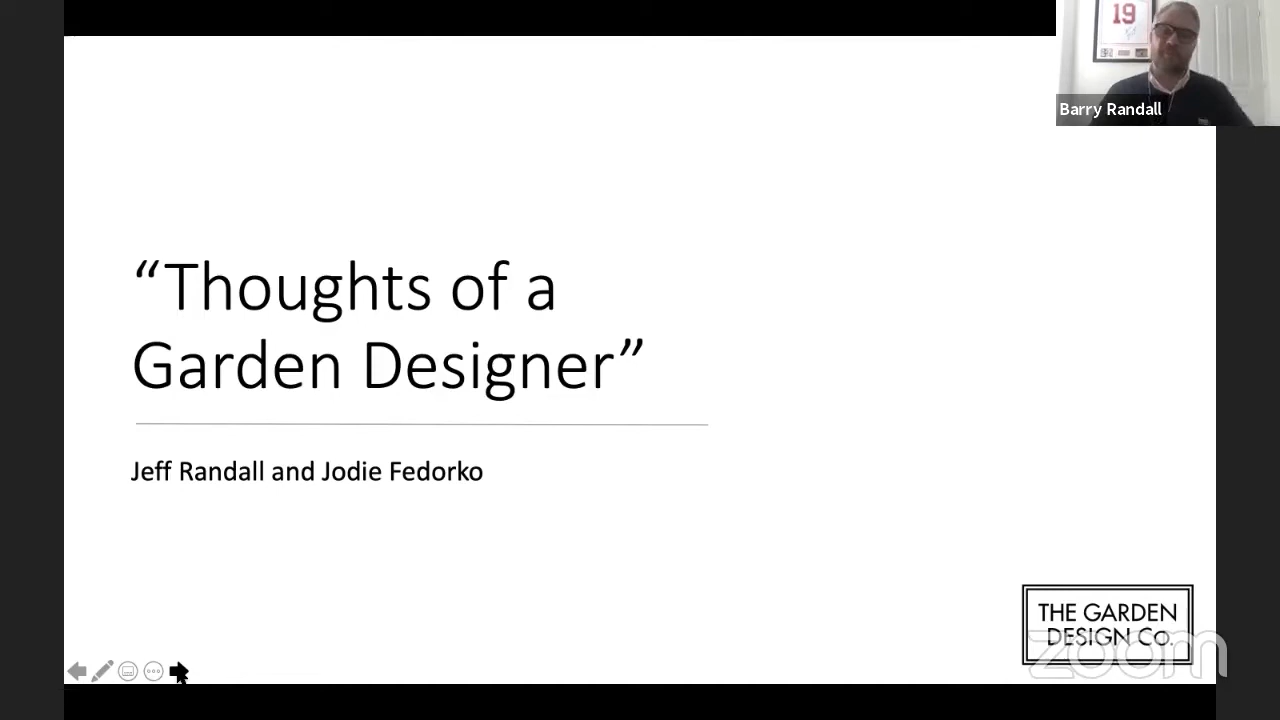 19
Barry Randall
“Thoughts of a
Garden Designer”
Jeff Randall and Jodie Fedorko
THE GARDEN
DESIGN Co.
zoom